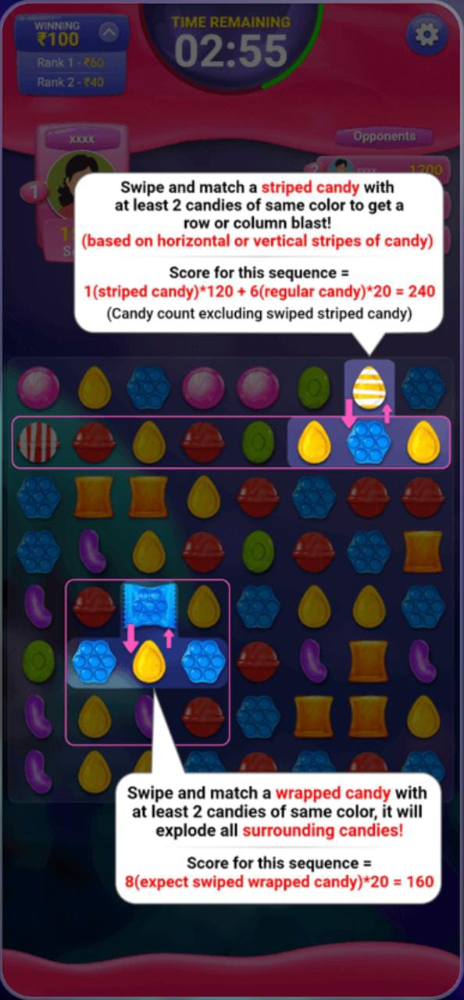 WINNING
₹100
Rank 1 - ₹60
Rank 2 - ₹40
TIME REMAINING
02:55
xxxx
Opponents
1
2 xxxx 1200
Swipe and match a striped candy with
at least 2 candies of same color to get a
row or column blast!
(based on horizontal or vertical stripes of candy)
Score for this sequence =
1(striped candy)*120 + 6(regular candy)*20 = 240
(Candy count excluding swiped striped candy)
Swipe and match a wrapped candy with
at least 2 candies of same color, it will
explode all surrounding candies!
Score for this sequence =
8(expect swiped wrapped candy)*20 = 160